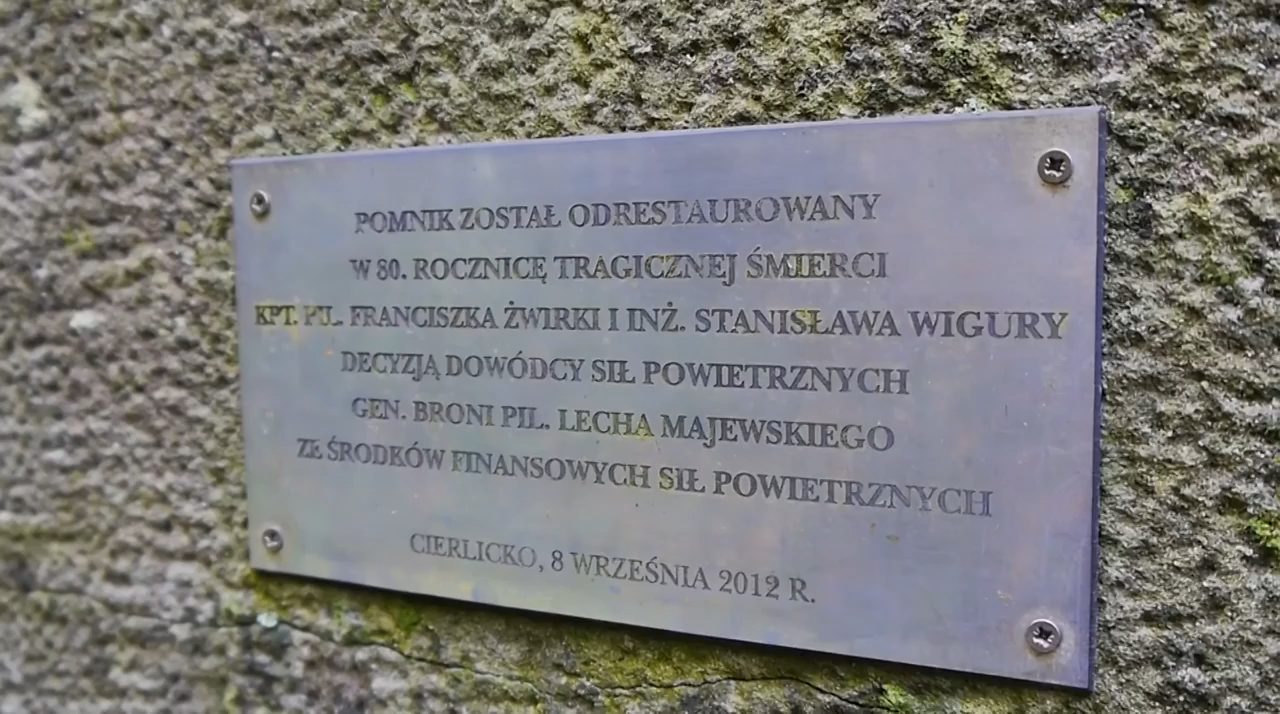 POMNIK ZOSTAŁ ODRESTAUROWANY
W 80. ROCZNICĘ TRAGICZNEJ ŚMIERCI
KPT. PIL. FRANCISZKA ŻWIRKI I INŻ. STANISŁAWA WIGURY
DECYZJĄ DOWÓDCY SIŁ POWIETRZNYCH
GEN. BRONI PIL. LECHA MAJEWSKIEGO
ZE ŚRODKÓW FINANSOWYCH SIŁ POWIETRZNYCH
CIERLICKO, 8 WRZEŚNIA 2012 R.